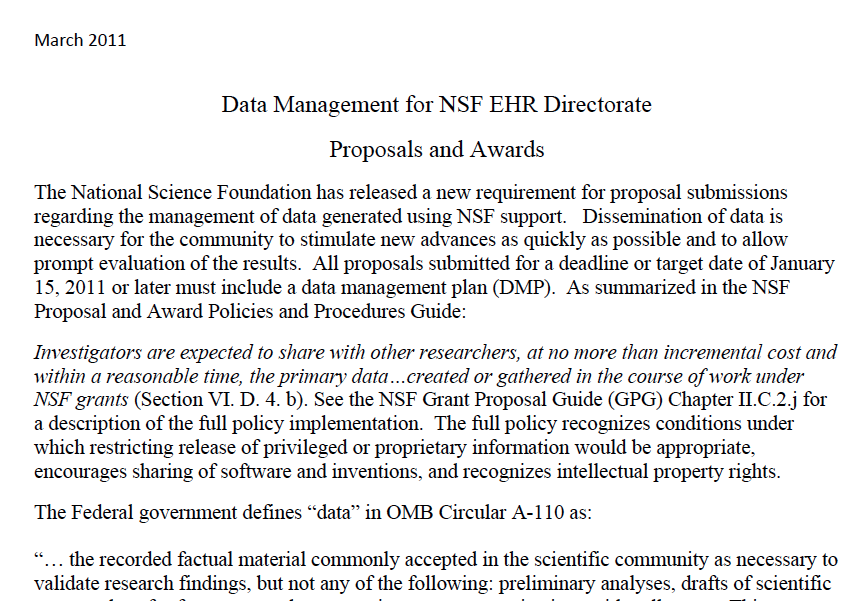 March 2011
Data Management for NSF EHR Directorate
Proposals and Awards
The National Science Foundation has released a new requirement for proposal submissions
regarding the management of data generated using NSF support.   Dissemination of data is
necessary for the community to stimulate new advances as quickly as possible and to allow
prompt evaluation of the results.  All proposals submitted for a deadline or target date of January
15, 2011 or later must include a data management plan (DMP).  As summarized in the NSF
Proposal and Award Policies and Procedures Guide:
Investigators are expected to share with other researchers, at no more than incremental cost and
within a reasonable time, the primary data…created or gathered in the course of work under
NSF grants (Section VI. D. 4. b). See the NSF Grant Proposal Guide (GPG) Chapter II.C.2.j for
a description of the full policy implementation.  The full policy recognizes conditions under
which restricting release of privileged or proprietary information would be appropriate,
encourages sharing of software and inventions, and recognizes intellectual property rights.
The Federal government defines “data” in OMB Circular A-110 as:
“… the recorded factual material commonly accepted in the scientific community as necessary to
validate research findings, but not any of the following: preliminary analyses, drafts of scientific